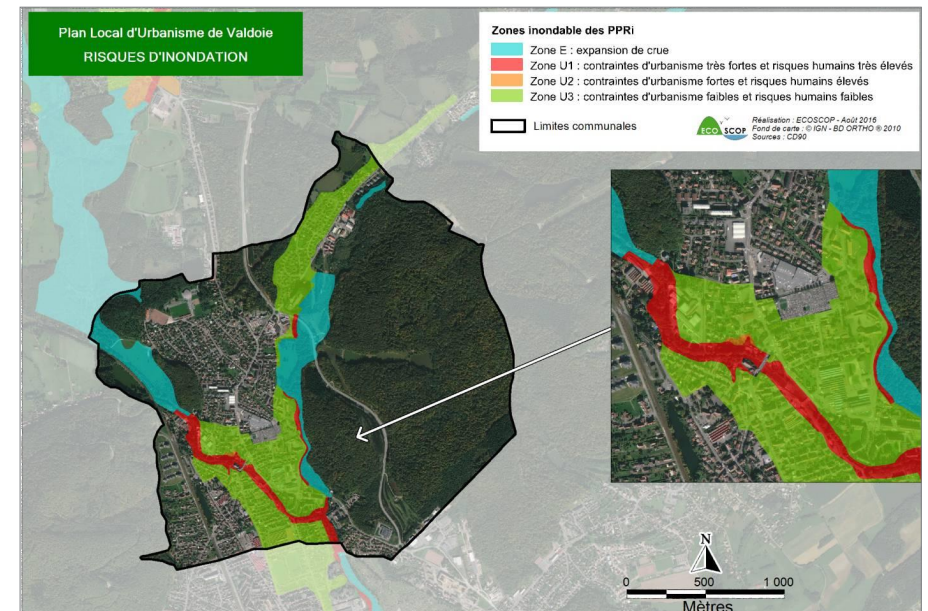 Plan Local d'Urbanisme de Valdoie
RISQUES D'INONDATION
Zones inondable des PPRi
Zone E : expansion de crue
Zone U1 : contraintes d'urbanisme très fortes et risques humains très élevés
Zone U2 : contraintes d'urbanisme fortes et risques humains élevés
Zone U3 : contraintes d'urbanisme faibles et risques humains faibles
Limites communales
ECO SCOP
Réalisation : ECOSCOP - Août 2016
Fond de carte : © IGN - BD ORTHO ® 2010
Sources : CD90
N
0 500 1 000
Mètres